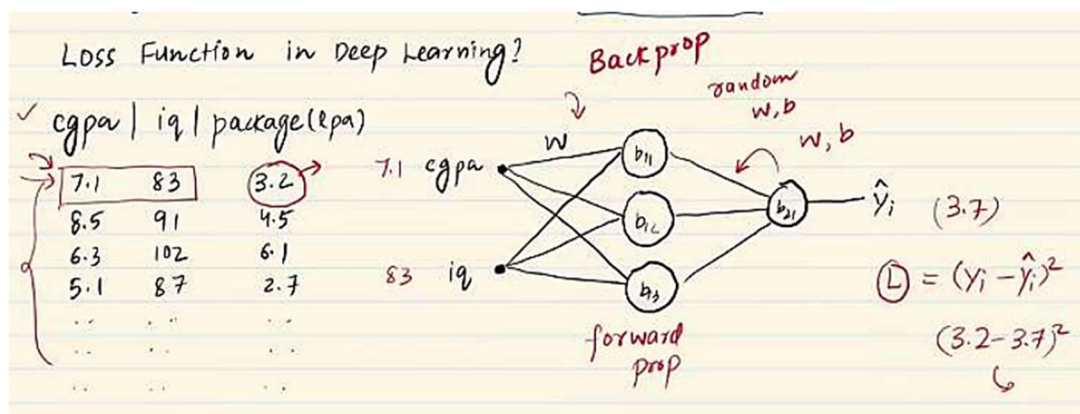 Loss Function in Deep Learning?
Backprop
random
w,b
w, b
✓ cgpa | iq | package(lpa)
7.1 83 3.2
8.5 91 4.5
6.3 102 6.1
5.1 87 2.7
.. .. ..
.. .. ..
.. .. ..
7.1 cgpa
83 iq
W
b11
b12
b13
b21
ŷi (3.7)
L = (yi - ŷi)²
(3.2-3.7)²
forward
prop